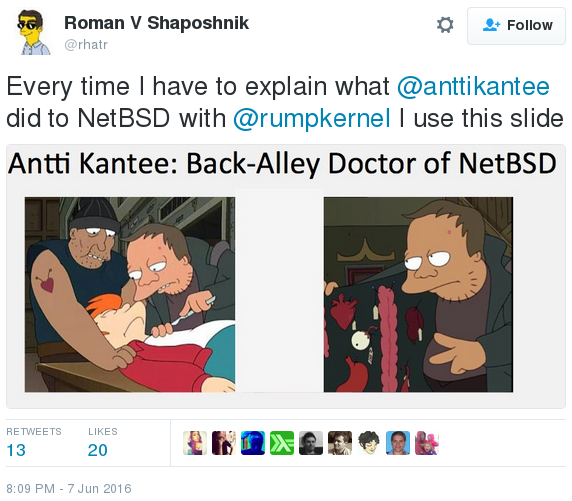 Roman V Shaposhnik
@rhatr
Follow
Every time I have to explain what @anttikantee
did to NetBSD with @rumpkernel I use this slide
Antti Kantee: Back-Alley Doctor of NetBSD
RETWEETS LIKES
13 20
8:09 PM - 7 Jun 2016